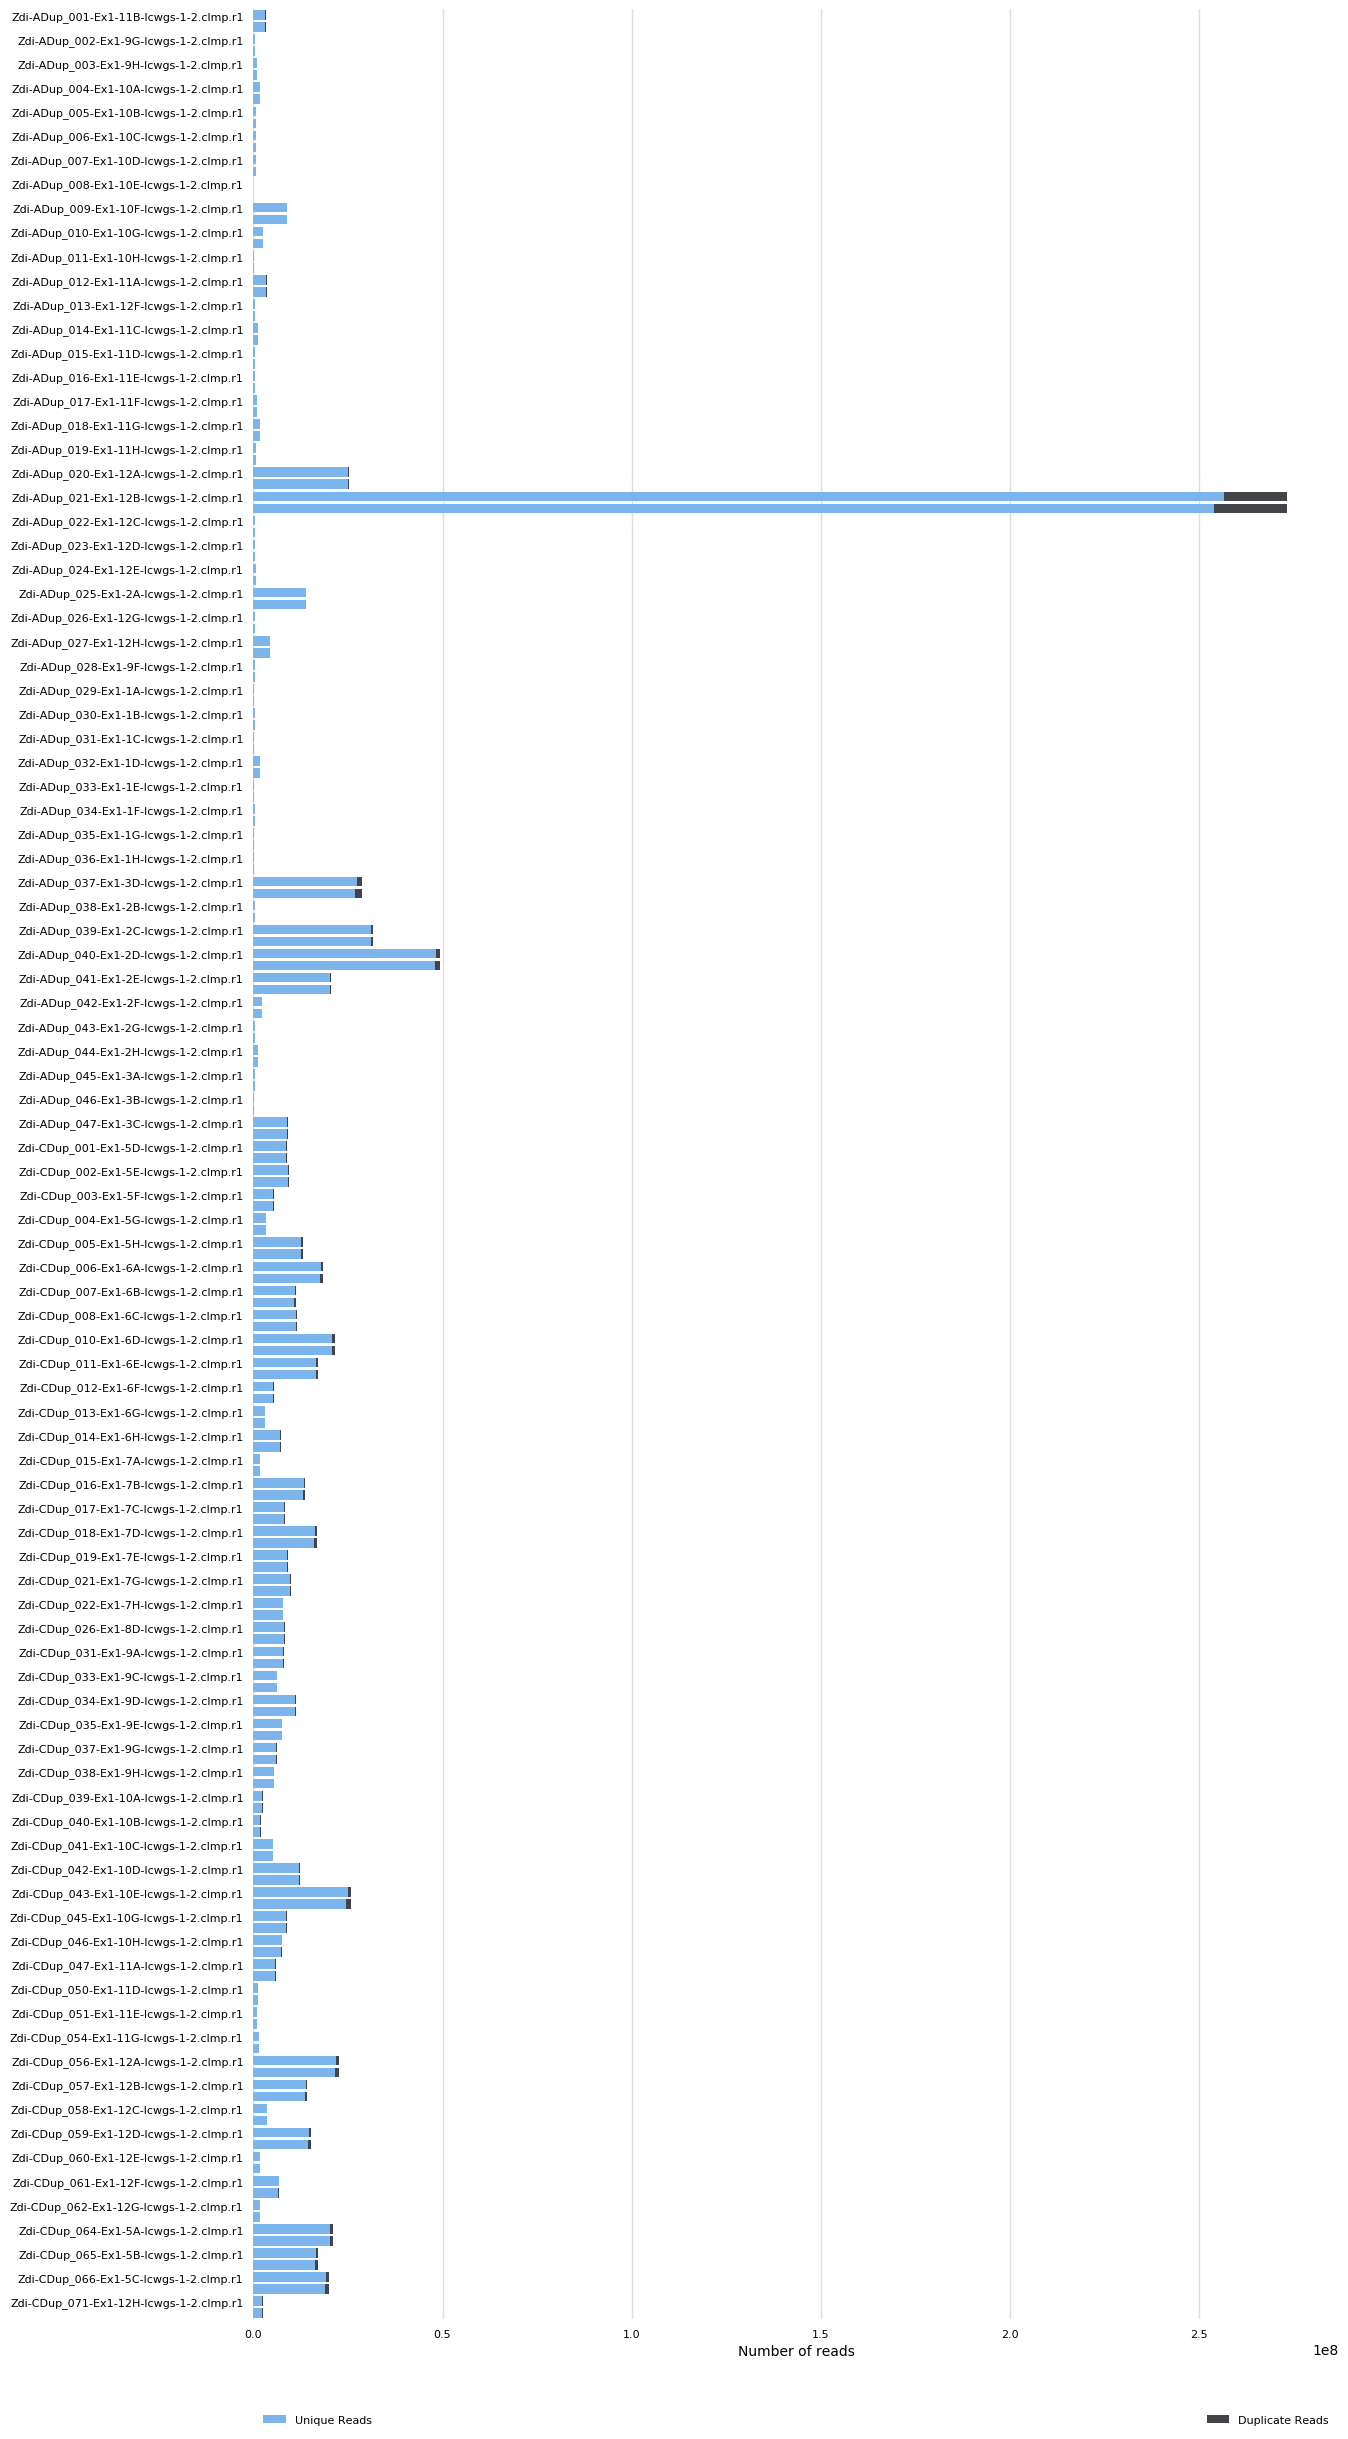 Zdi-ADup_001-Ex1-11B-lcwgs-1-2.clmp.r1
Zdi-ADup_002-Ex1-9G-lcwgs-1-2.clmp.r1
Zdi-ADup_003-Ex1-9H-lcwgs-1-2.clmp.r1
Zdi-ADup_004-Ex1-10A-lcwgs-1-2.clmp.r1
Zdi-ADup_005-Ex1-10B-lcwgs-1-2.clmp.r1
Zdi-ADup_006-Ex1-10C-lcwgs-1-2.clmp.r1
Zdi-ADup_007-Ex1-10D-lcwgs-1-2.clmp.r1
Zdi-ADup_008-Ex1-10E-lcwgs-1-2.clmp.r1
Zdi-ADup_009-Ex1-10F-lcwgs-1-2.clmp.r1
Zdi-ADup_010-Ex1-10G-lcwgs-1-2.clmp.r1
Zdi-ADup_011-Ex1-10H-lcwgs-1-2.clmp.r1
Zdi-ADup_012-Ex1-11A-lcwgs-1-2.clmp.r1
Zdi-ADup_013-Ex1-12F-lcwgs-1-2.clmp.r1
Zdi-ADup_014-Ex1-11C-lcwgs-1-2.clmp.r1
Zdi-ADup_015-Ex1-11D-lcwgs-1-2.clmp.r1
Zdi-ADup_016-Ex1-11E-lcwgs-1-2.clmp.r1
Zdi-ADup_017-Ex1-11F-lcwgs-1-2.clmp.r1
Zdi-ADup_018-Ex1-11G-lcwgs-1-2.clmp.r1
Zdi-ADup_019-Ex1-11H-lcwgs-1-2.clmp.r1
Zdi-ADup_020-Ex1-12A-lcwgs-1-2.clmp.r1
Zdi-ADup_021-Ex1-12B-lcwgs-1-2.clmp.r1
Zdi-ADup_022-Ex1-12C-lcwgs-1-2.clmp.r1
Zdi-ADup_023-Ex1-12D-lcwgs-1-2.clmp.r1
Zdi-ADup_024-Ex1-12E-lcwgs-1-2.clmp.r1
Zdi-ADup_025-Ex1-2A-lcwgs-1-2.clmp.r1
Zdi-ADup_026-Ex1-12G-lcwgs-1-2.clmp.r1
Zdi-ADup_027-Ex1-12H-lcwgs-1-2.clmp.r1
Zdi-ADup_028-Ex1-9F-lcwgs-1-2.clmp.r1
Zdi-ADup_029-Ex1-1A-lcwgs-1-2.clmp.r1
Zdi-ADup_030-Ex1-1B-lcwgs-1-2.clmp.r1
Zdi-ADup_031-Ex1-1C-lcwgs-1-2.clmp.r1
Zdi-ADup_032-Ex1-1D-lcwgs-1-2.clmp.r1
Zdi-ADup_033-Ex1-1E-lcwgs-1-2.clmp.r1
Zdi-ADup_034-Ex1-1F-lcwgs-1-2.clmp.r1
Zdi-ADup_035-Ex1-1G-lcwgs-1-2.clmp.r1
Zdi-ADup_036-Ex1-1H-lcwgs-1-2.clmp.r1
Zdi-ADup_037-Ex1-3D-lcwgs-1-2.clmp.r1
Zdi-ADup_038-Ex1-2B-lcwgs-1-2.clmp.r1
Zdi-ADup_039-Ex1-2C-lcwgs-1-2.clmp.r1
Zdi-ADup_040-Ex1-2D-lcwgs-1-2.clmp.r1
Zdi-ADup_041-Ex1-2E-lcwgs-1-2.clmp.r1
Zdi-ADup_042-Ex1-2F-lcwgs-1-2.clmp.r1
Zdi-ADup_043-Ex1-2G-lcwgs-1-2.clmp.r1
Zdi-ADup_044-Ex1-2H-lcwgs-1-2.clmp.r1
Zdi-ADup_045-Ex1-3A-lcwgs-1-2.clmp.r1
Zdi-ADup_046-Ex1-3B-lcwgs-1-2.clmp.r1
Zdi-ADup_047-Ex1-3C-lcwgs-1-2.clmp.r1
Zdi-CDup_001-Ex1-5D-lcwgs-1-2.clmp.r1
Zdi-CDup_002-Ex1-5E-lcwgs-1-2.clmp.r1
Zdi-CDup_003-Ex1-5F-lcwgs-1-2.clmp.r1
Zdi-CDup_004-Ex1-5G-lcwgs-1-2.clmp.r1
Zdi-CDup_005-Ex1-5H-lcwgs-1-2.clmp.r1
Zdi-CDup_006-Ex1-6A-lcwgs-1-2.clmp.r1
Zdi-CDup_007-Ex1-6B-lcwgs-1-2.clmp.r1
Zdi-CDup_008-Ex1-6C-lcwgs-1-2.clmp.r1
Zdi-CDup_010-Ex1-6D-lcwgs-1-2.clmp.r1
Zdi-CDup_011-Ex1-6E-lcwgs-1-2.clmp.r1
Zdi-CDup_012-Ex1-6F-lcwgs-1-2.clmp.r1
Zdi-CDup_013-Ex1-6G-lcwgs-1-2.clmp.r1
Zdi-CDup_014-Ex1-6H-lcwgs-1-2.clmp.r1
Zdi-CDup_015-Ex1-7A-lcwgs-1-2.clmp.r1
Zdi-CDup_016-Ex1-7B-lcwgs-1-2.clmp.r1
Zdi-CDup_017-Ex1-7C-lcwgs-1-2.clmp.r1
Zdi-CDup_018-Ex1-7D-lcwgs-1-2.clmp.r1
Zdi-CDup_019-Ex1-7E-lcwgs-1-2.clmp.r1
Zdi-CDup_021-Ex1-7G-lcwgs-1-2.clmp.r1
Zdi-CDup_022-Ex1-7H-lcwgs-1-2.clmp.r1
Zdi-CDup_026-Ex1-8D-lcwgs-1-2.clmp.r1
Zdi-CDup_031-Ex1-9A-lcwgs-1-2.clmp.r1
Zdi-CDup_033-Ex1-9C-lcwgs-1-2.clmp.r1
Zdi-CDup_034-Ex1-9D-lcwgs-1-2.clmp.r1
Zdi-CDup_035-Ex1-9E-lcwgs-1-2.clmp.r1
Zdi-CDup_037-Ex1-9G-lcwgs-1-2.clmp.r1
Zdi-CDup_038-Ex1-9H-lcwgs-1-2.clmp.r1
Zdi-CDup_039-Ex1-10A-lcwgs-1-2.clmp.r1
Zdi-CDup_040-Ex1-10B-lcwgs-1-2.clmp.r1
Zdi-CDup_041-Ex1-10C-lcwgs-1-2.clmp.r1
Zdi-CDup_042-Ex1-10D-lcwgs-1-2.clmp.r1
Zdi-CDup_043-Ex1-10E-lcwgs-1-2.clmp.r1
Zdi-CDup_045-Ex1-10G-lcwgs-1-2.clmp.r1
Zdi-CDup_046-Ex1-10H-lcwgs-1-2.clmp.r1
Zdi-CDup_047-Ex1-11A-lcwgs-1-2.clmp.r1
Zdi-CDup_050-Ex1-11D-lcwgs-1-2.clmp.r1
Zdi-CDup_051-Ex1-11E-lcwgs-1-2.clmp.r1
Zdi-CDup_054-Ex1-11G-lcwgs-1-2.clmp.r1
Zdi-CDup_056-Ex1-12A-lcwgs-1-2.clmp.r1
Zdi-CDup_057-Ex1-12B-lcwgs-1-2.clmp.r1
Zdi-CDup_058-Ex1-12C-lcwgs-1-2.clmp.r1
Zdi-CDup_059-Ex1-12D-lcwgs-1-2.clmp.r1
Zdi-CDup_060-Ex1-12E-lcwgs-1-2.clmp.r1
Zdi-CDup_061-Ex1-12F-lcwgs-1-2.clmp.r1
Zdi-CDup_062-Ex1-12G-lcwgs-1-2.clmp.r1
Zdi-CDup_064-Ex1-5A-lcwgs-1-2.clmp.r1
Zdi-CDup_065-Ex1-5B-lcwgs-1-2.clmp.r1
Zdi-CDup_066-Ex1-5C-lcwgs-1-2.clmp.r1
Zdi-CDup_071-Ex1-12H-lcwgs-1-2.clmp.r1
0.0 0.5 1.0 1.5 2.0 2.5
Number of reads 1e8
Unique Reads Duplicate Reads